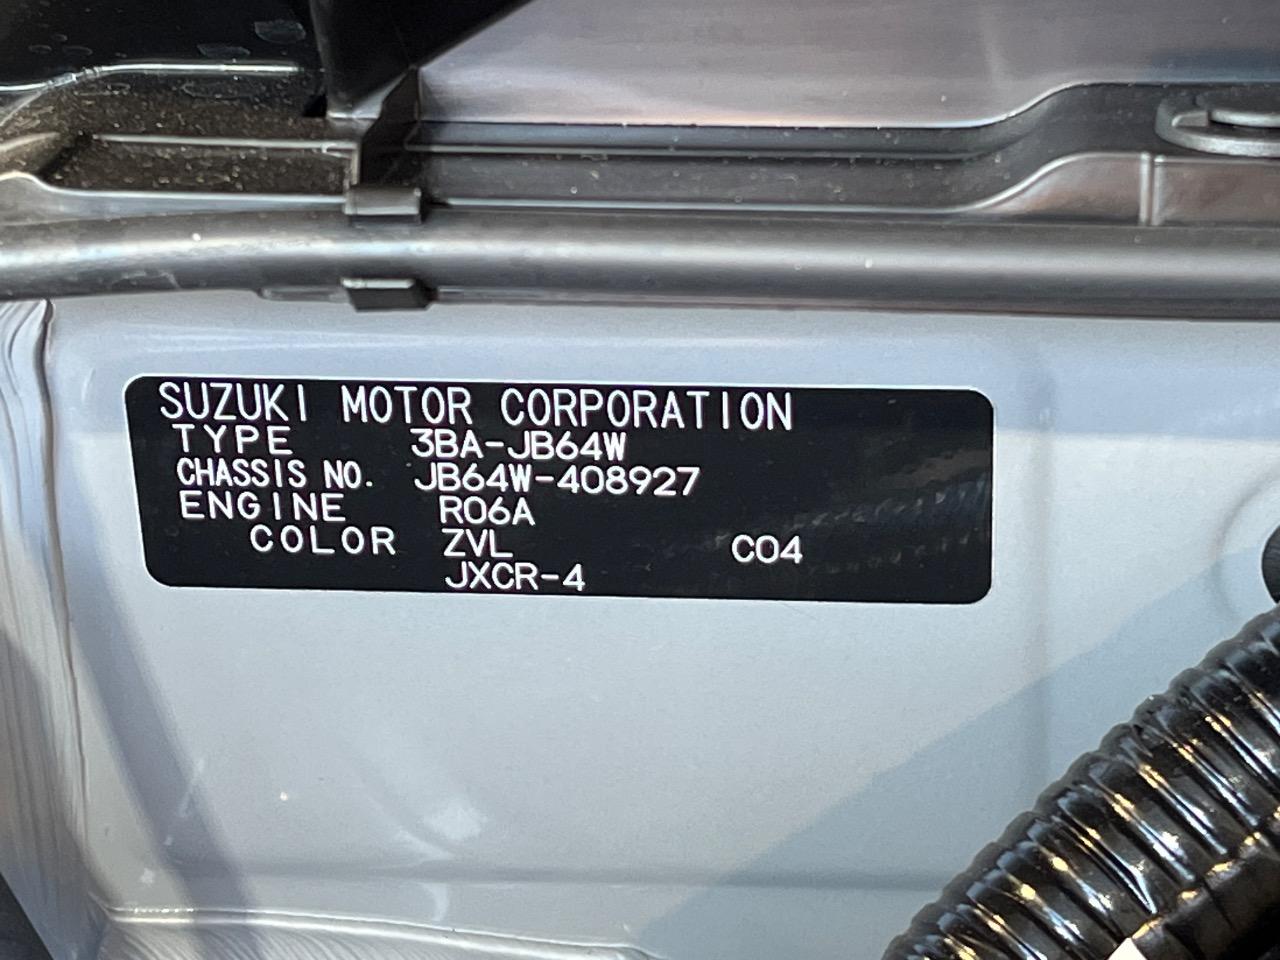 SUZUKI MOTOR CORPORATION
TYPE 3BA-JB64W
CHASSIS NO. JB64W-408927
ENGINE R06A
COLOR ZVL C04
JXCR-4